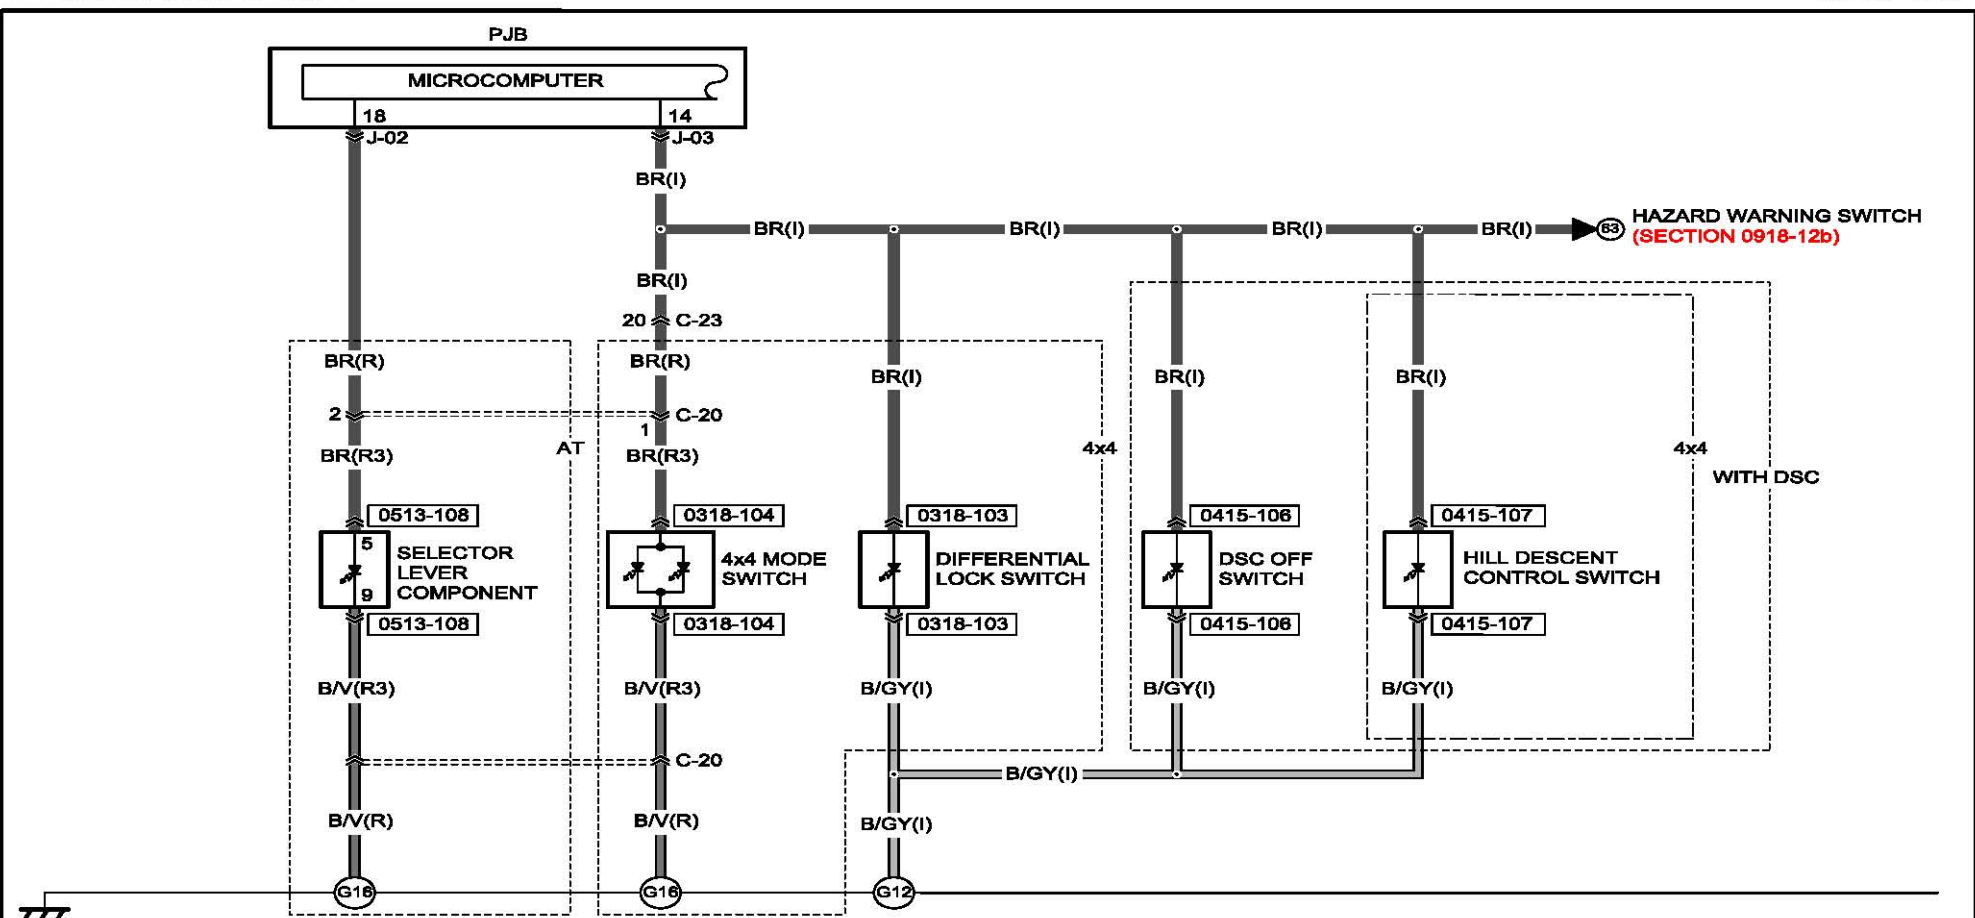 PJB
MICROCOMPUTER
18
14
J-02
J-03
BR(I)
BR(I)
BR(I)
BR(I)
BR(I)
63
HAZARD WARNING SWITCH
(SECTION 0918-12b)
BR(I)
20
C-23
BR(R)
BR(R)
BR(I)
BR(I)
BR(I)
2
C-20
1
AT
4x4
4x4
BR(R3)
BR(R3)
WITH DSC
0513-108
0318-104
0318-103
0415-106
0415-107
5
9
SELECTOR
LEVER
COMPONENT
4x4 MODE
SWITCH
DIFFERENTIAL
LOCK SWITCH
DSC OFF
SWITCH
HILL DESCENT
CONTROL SWITCH
0513-108
0318-104
0318-103
0415-106
0415-107
B/V(R3)
B/V(R3)
B/GY(I)
B/GY(I)
B/GY(I)
C-20
B/GY(I)
B/V(R)
B/V(R)
B/GY(I)
G16
G16
G12